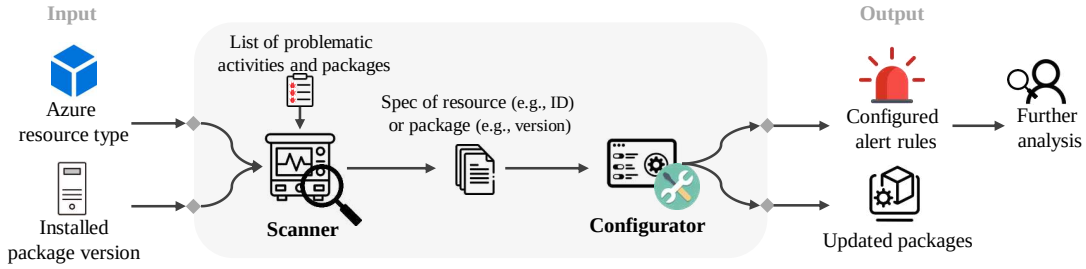 Input
Azure
resource type
Installed
package version
List of problematic
activities and packages
Scanner
Spec of resource (e.g., ID)
or package (e.g., version)
Configurator
Output
Configured
alert rules
Further
analysis
Updated packages